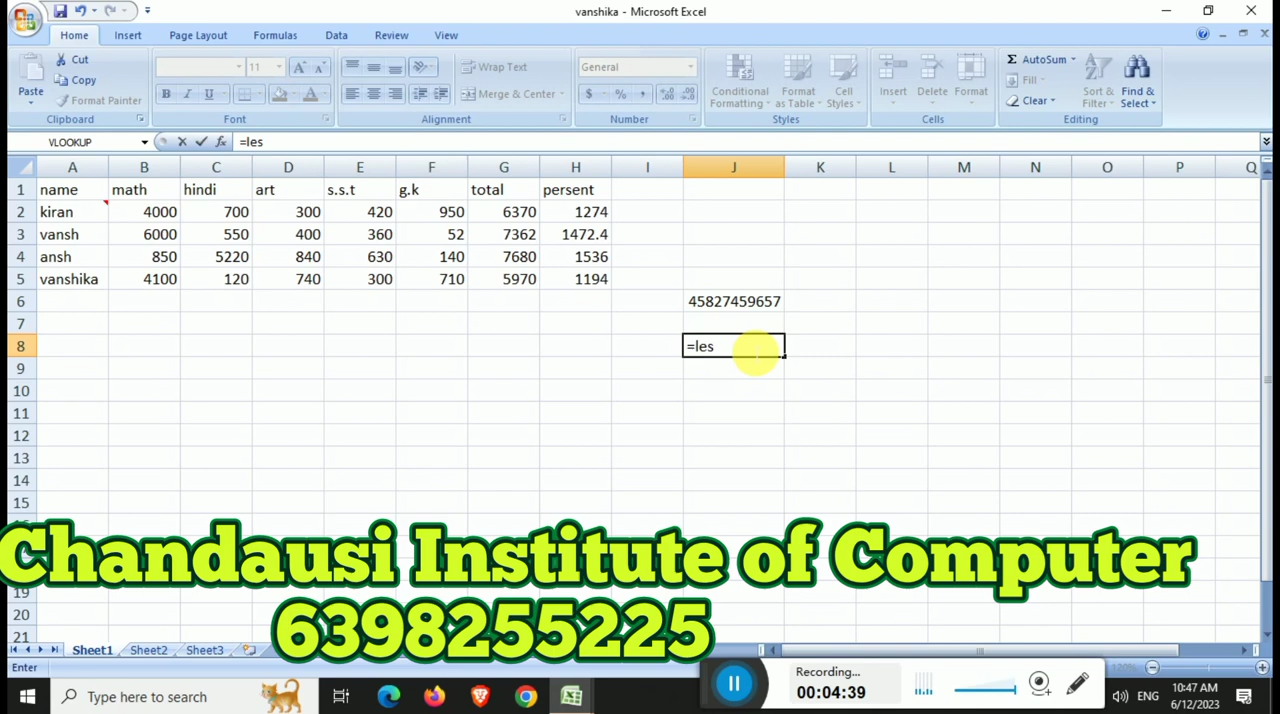 vanshika - Microsoft Excel
Home Insert Page Layout Formulas Data Review View
Paste
Cut
Copy
Format Painter
Clipboard
11
A A
B I U
Font
Wrap Text
Merge & Center
Alignment
General
$ % ,
Number
Conditional Formatting
Format as Table
Cell Styles
Styles
Insert Delete Format
Cells
Σ AutoSum
Fill
Clear
Sort & Filter
Find & Select
Editing
VLOOKUP fx =les
A B C D E F G H I J K L M N O P Q
1 name math hindi art s.s.t g.k total persent
2 kiran 4000 700 300 420 950 6370 1274
3 vansh 6000 550 400 360 52 7362 1472.4
4 ansh 850 5220 840 630 140 7680 1536
5 vanshika 4100 120 740 300 710 5970 1194
6 45827459657
7
8 =les
9
10
11
12
13
14
15
Chandausi Institute of Computer
19
20
6398255225
21
Sheet1 Sheet2 Sheet3
Enter
Recording...
00:04:39
Type here to search
ENG
10:47 AM
6/12/2023